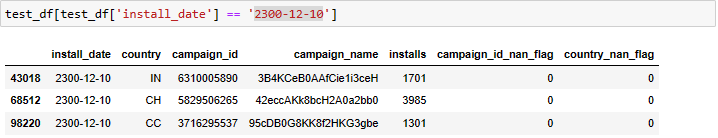 test_df[test_df['install_date'] == '2300-12-10']
install_date country campaign_id campaign_name installs campaign_id_nan_flag country_nan_flag
43018 2300-12-10 IN 6310005890 3B4KCeB0AAfCie1i3ceH 1701 0 0
68512 2300-12-10 CH 5829506265 42eccAKk8bcH2A0a2bb0 3985 0 0
98220 2300-12-10 CC 3716295537 95cDB0G8KK8f2HKG3gbe 1301 0 0